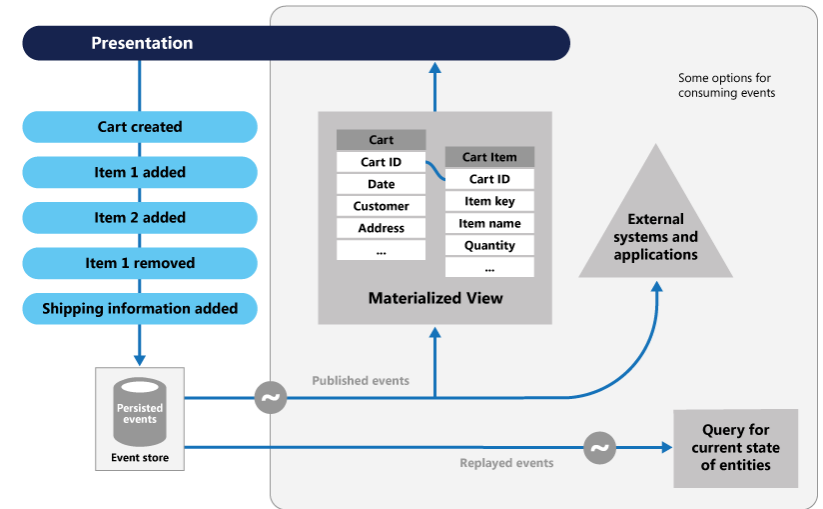 Presentation
Some options for
consuming events
Cart created
Item 1 added
Item 2 added
Item 1 removed
Shipping information added
Cart
Cart ID
Date
Customer
Address
...
Cart Item
Cart ID
Item key
Item name
Quantity
...
Materialized View
External
systems and
applications
Published events
Persisted
events
Event store
Replayed events
Query for
current state
of entities